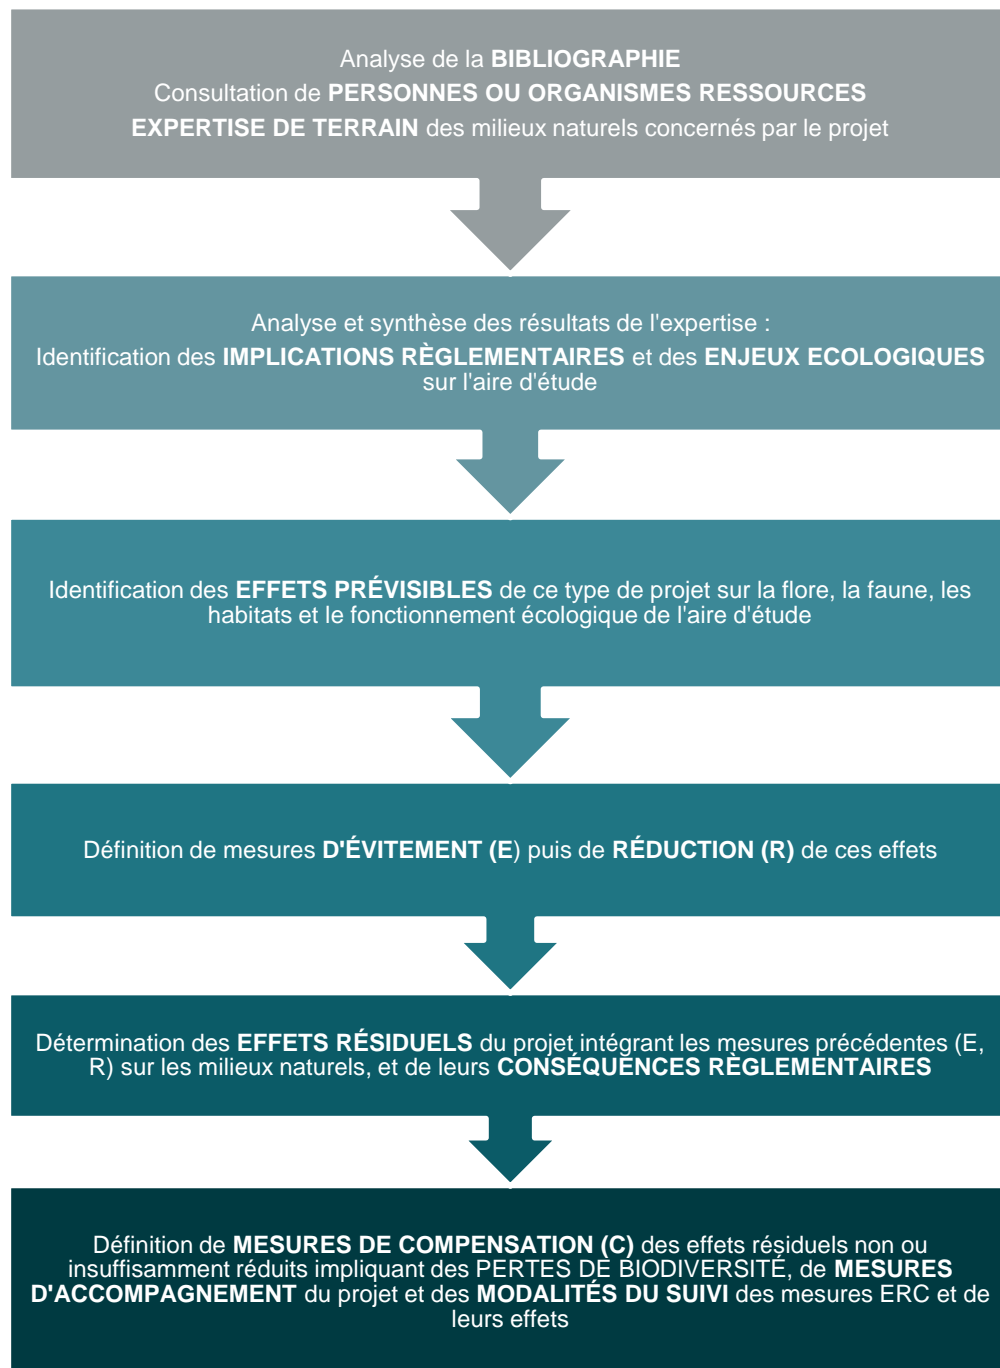 Analyse de la BIBLIOGRAPHIE
Consultation de PERSONNES OU ORGANISMES RESSOURCES
EXPERTISE DE TERRAIN des milieux naturels concernés par le projet
Analyse et synthèse des résultats de l'expertise :
Identification des IMPLICATIONS RÈGLEMENTAIRES et des ENJEUX ECOLOGIQUES
sur l'aire d'étude
Identification des EFFETS PRÉVISIBLES de ce type de projet sur la flore, la faune, les
habitats et le fonctionnement écologique de l'aire d'étude
Définition de mesures D'ÉVITEMENT (E) puis de RÉDUCTION (R) de ces effets
Détermination des EFFETS RÉSIDUELS du projet intégrant les mesures précédentes (E,
R) sur les milieux naturels, et de leurs CONSÉQUENCES RÈGLEMENTAIRES
Définition de MESURES DE COMPENSATION (C) des effets résiduels non ou
insuffisamment réduits impliquant des PERTES DE BIODIVERSITÉ, de MESURES
D'ACCOMPAGNEMENT du projet et des MODALITÉS DU SUIVI des mesures ERC et de
leurs effets